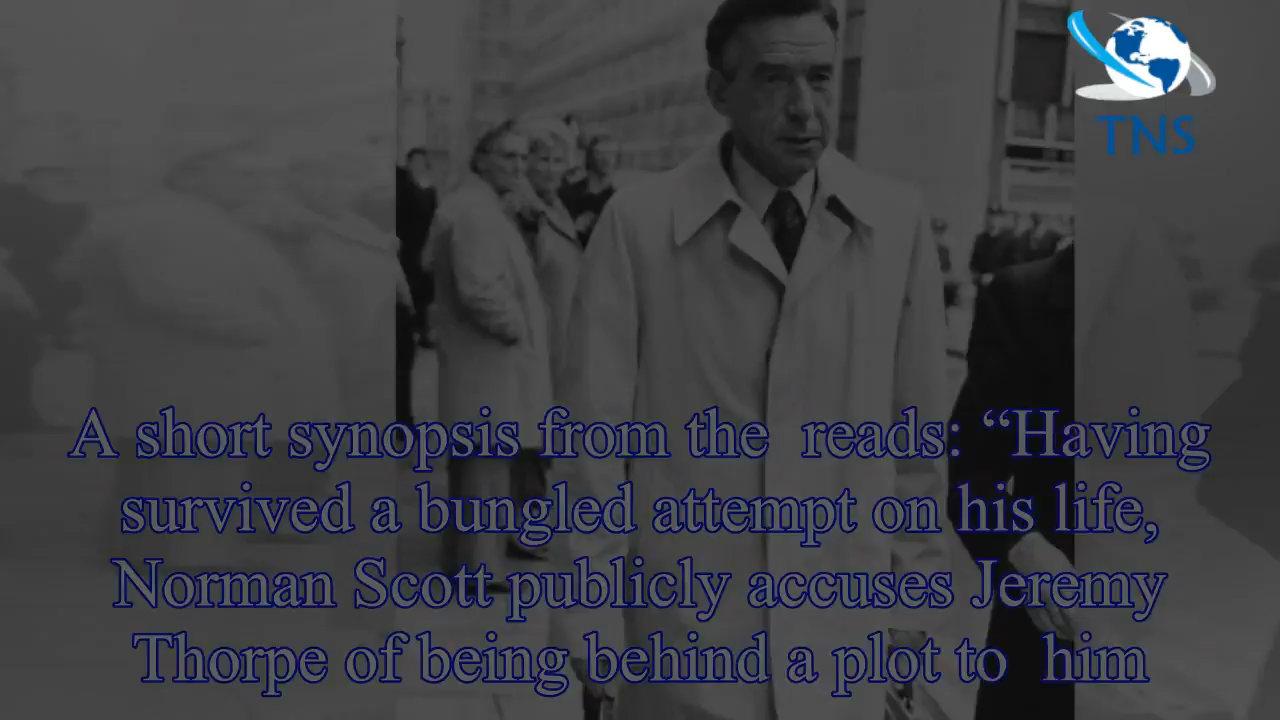 TNS
A short synopsis from the  reads: “Having
survived a bungled attempt on his life,
Norman Scott publicly accuses Jeremy
Thorpe of being behind a plot to  him